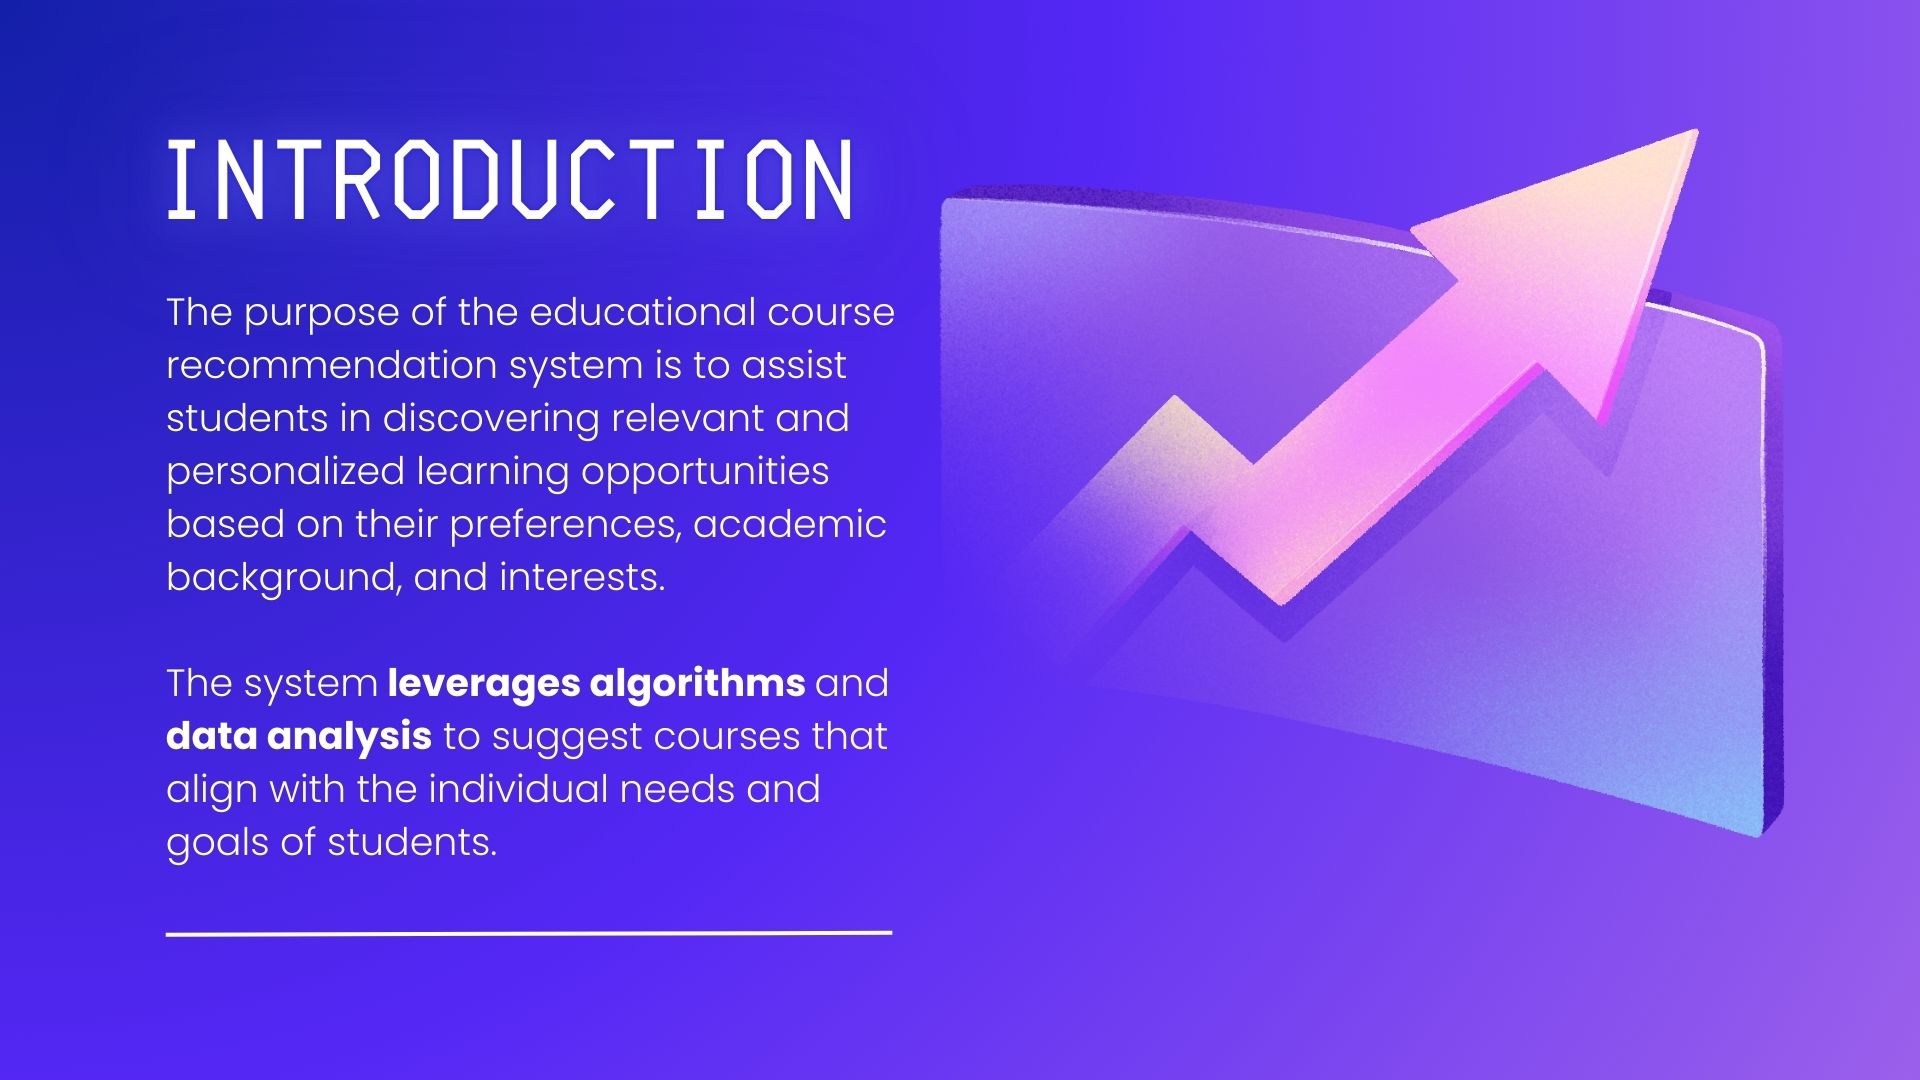 INTRODUCTION
The purpose of the educational course
recommendation system is to assist
students in discovering relevant and
personalized learning opportunities
based on their preferences, academic
background, and interests.
The system leverages algorithms and
data analysis to suggest courses that
align with the individual needs and
goals of students.